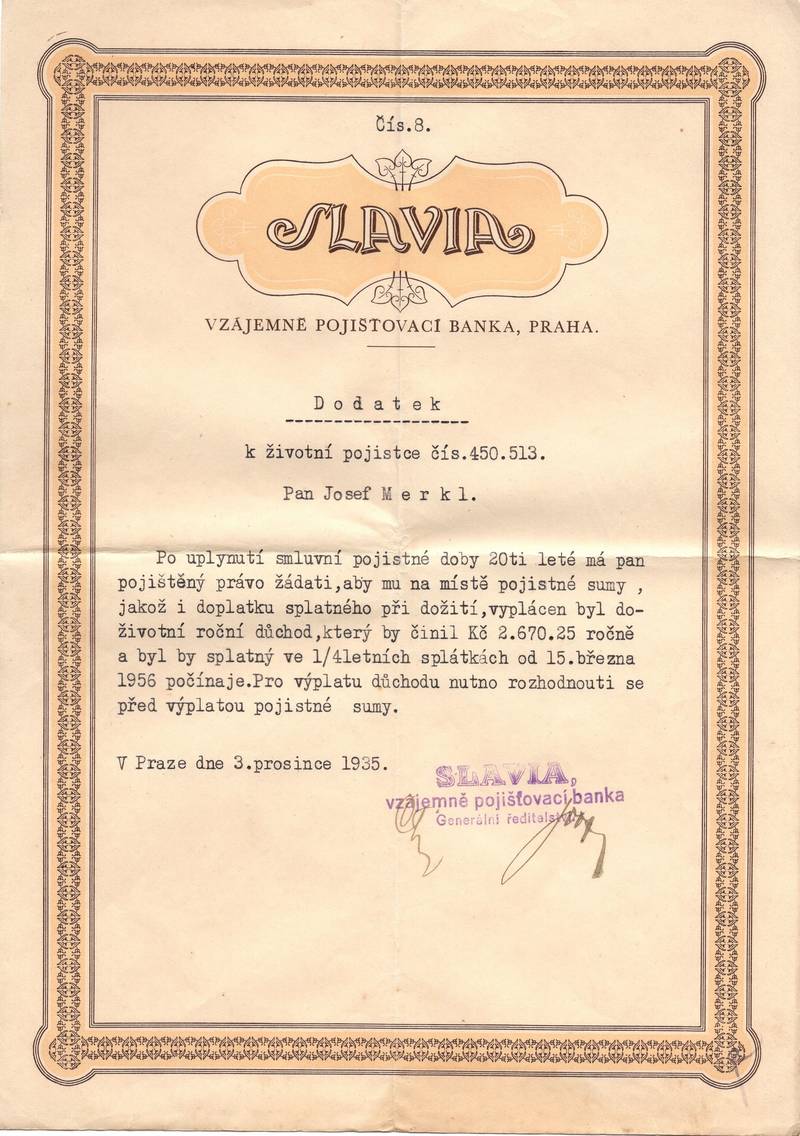 Čís.8.
SLAVIA
VZÁJEMNĚ POJIŠŤOVACÍ BANKA, PRAHA.
Dodatek
k životní pojistce čís.450.513.
Pan Josef Merkl.
Po uplynutí smluvní pojistné doby 20ti leté má pan
pojištěný právo žádati,aby mu na místě pojistné sumy ,
jakož i doplatku splatného při dožití,vyplácen byl do-
životní roční důchod,který by činil Kč 2.670.25 ročně
a byl by splatný ve 1/4letních splátkách od 15.března
1956 počínaje.Pro výplatu důchodu nutno rozhodnouti se
před výplatou pojistné sumy.
V Praze dne 3.prosince 1935.
SLAVIA,
vzájemně pojišťovací banka
Generální ředitelství